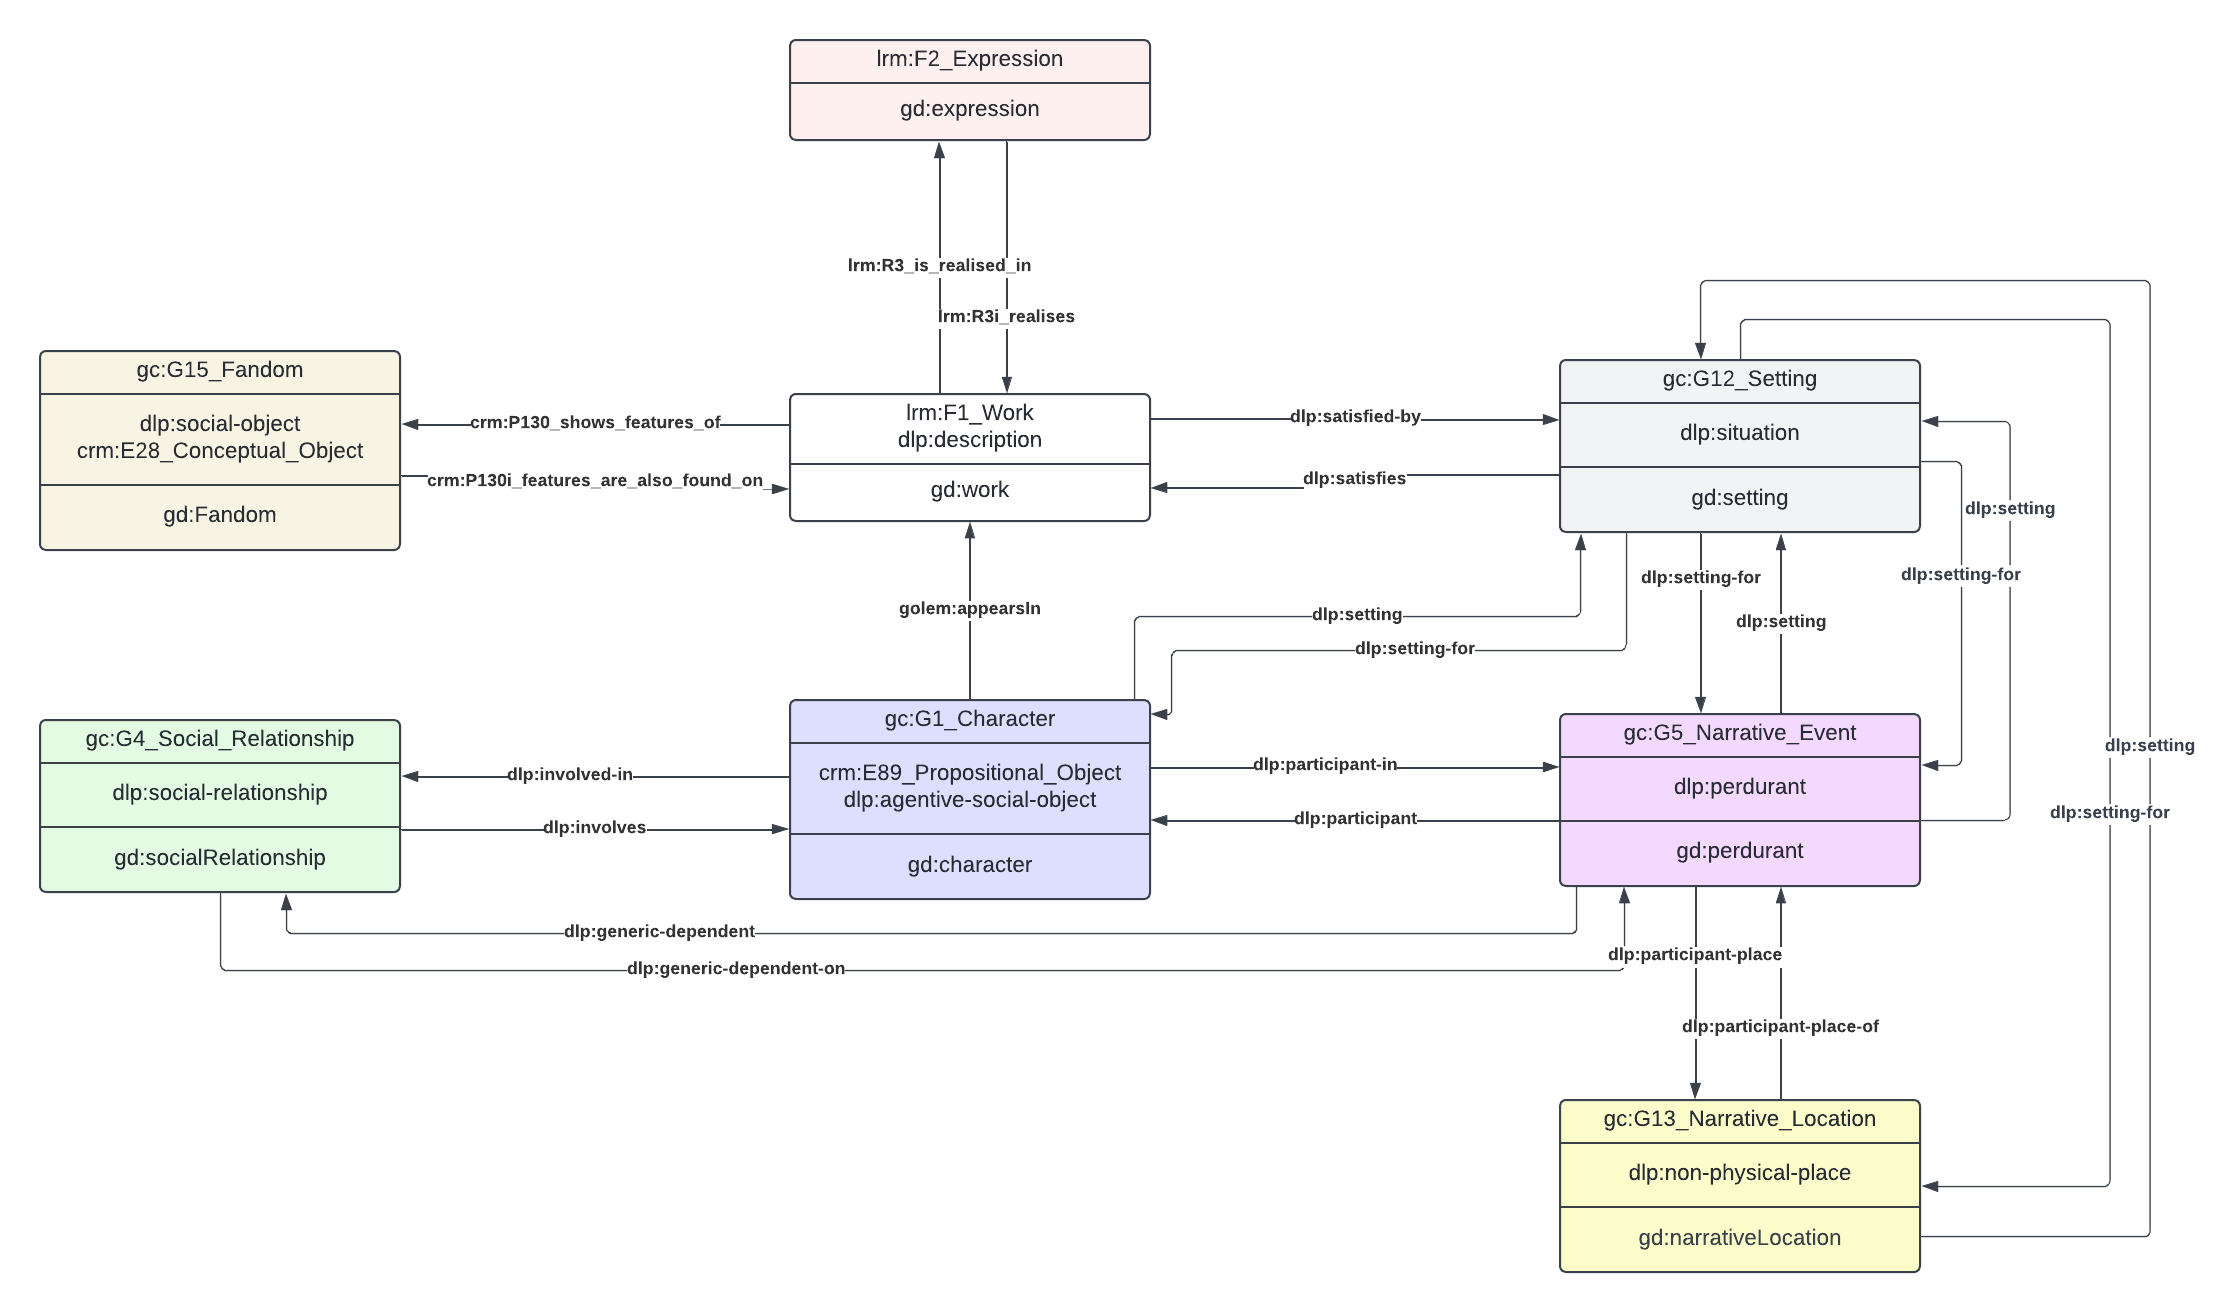 lrm:F2_Expression
gd:expression
lrm:R3_is_realised_in
lrm:R3i_realises
gc:G15_Fandom
dlp:social-object
crm:E28_Conceptual_Object
gd:Fandom
crm:P130_shows_features_of
crm:P130i_features_are_also_found_on_
lrm:F1_Work
dlp:description
gd:work
dlp:satisfied-by
dlp:satisfies
gc:G12_Setting
dlp:situation
gd:setting
dlp:setting
dlp:setting-for
dlp:setting-for
dlp:setting
golem:appearsIn
dlp:setting
dlp:setting-for
gc:G4_Social_Relationship
dlp:social-relationship
gd:socialRelationship
dlp:involved-in
dlp:involves
gc:G1_Character
crm:E89_Propositional_Object
dlp:agentive-social-object
gd:character
dlp:participant-in
dlp:participant
gc:G5_Narrative_Event
dlp:perdurant
gd:perdurant
dlp:setting
dlp:setting-for
dlp:generic-dependent
dlp:generic-dependent-on
dlp:participant-place
dlp:participant-place-of
gc:G13_Narrative_Location
dlp:non-physical-place
gd:narrativeLocation